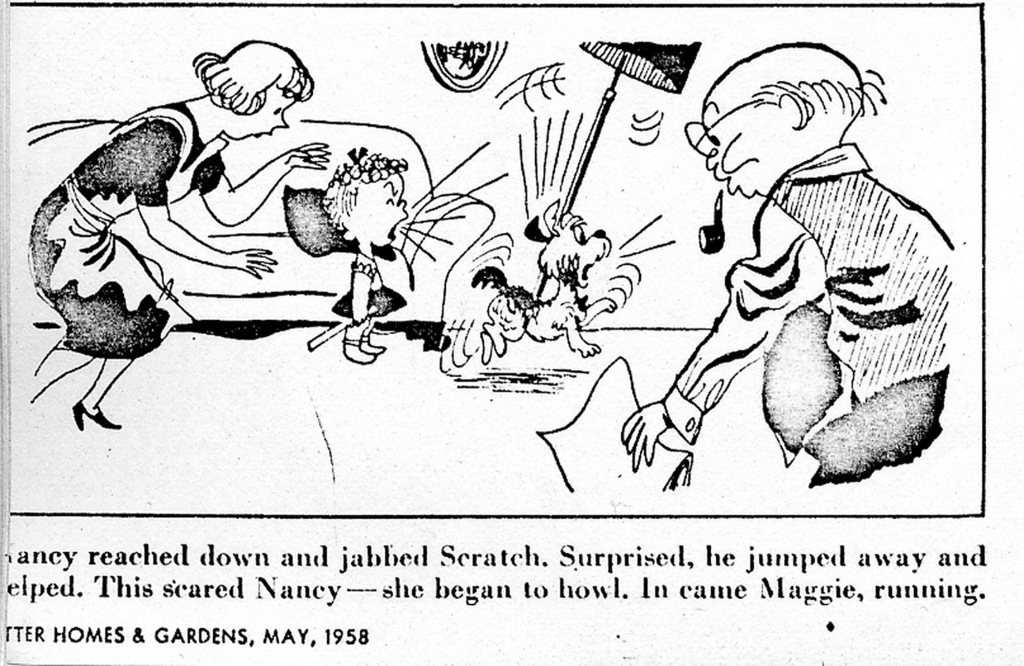 ancy reached down and jabbed Scratch. Surprised, he jumped away and
elped. This scared Nancy—she began to howl. In came Maggie, running.
TTER HOMES & GARDENS, MAY, 1958